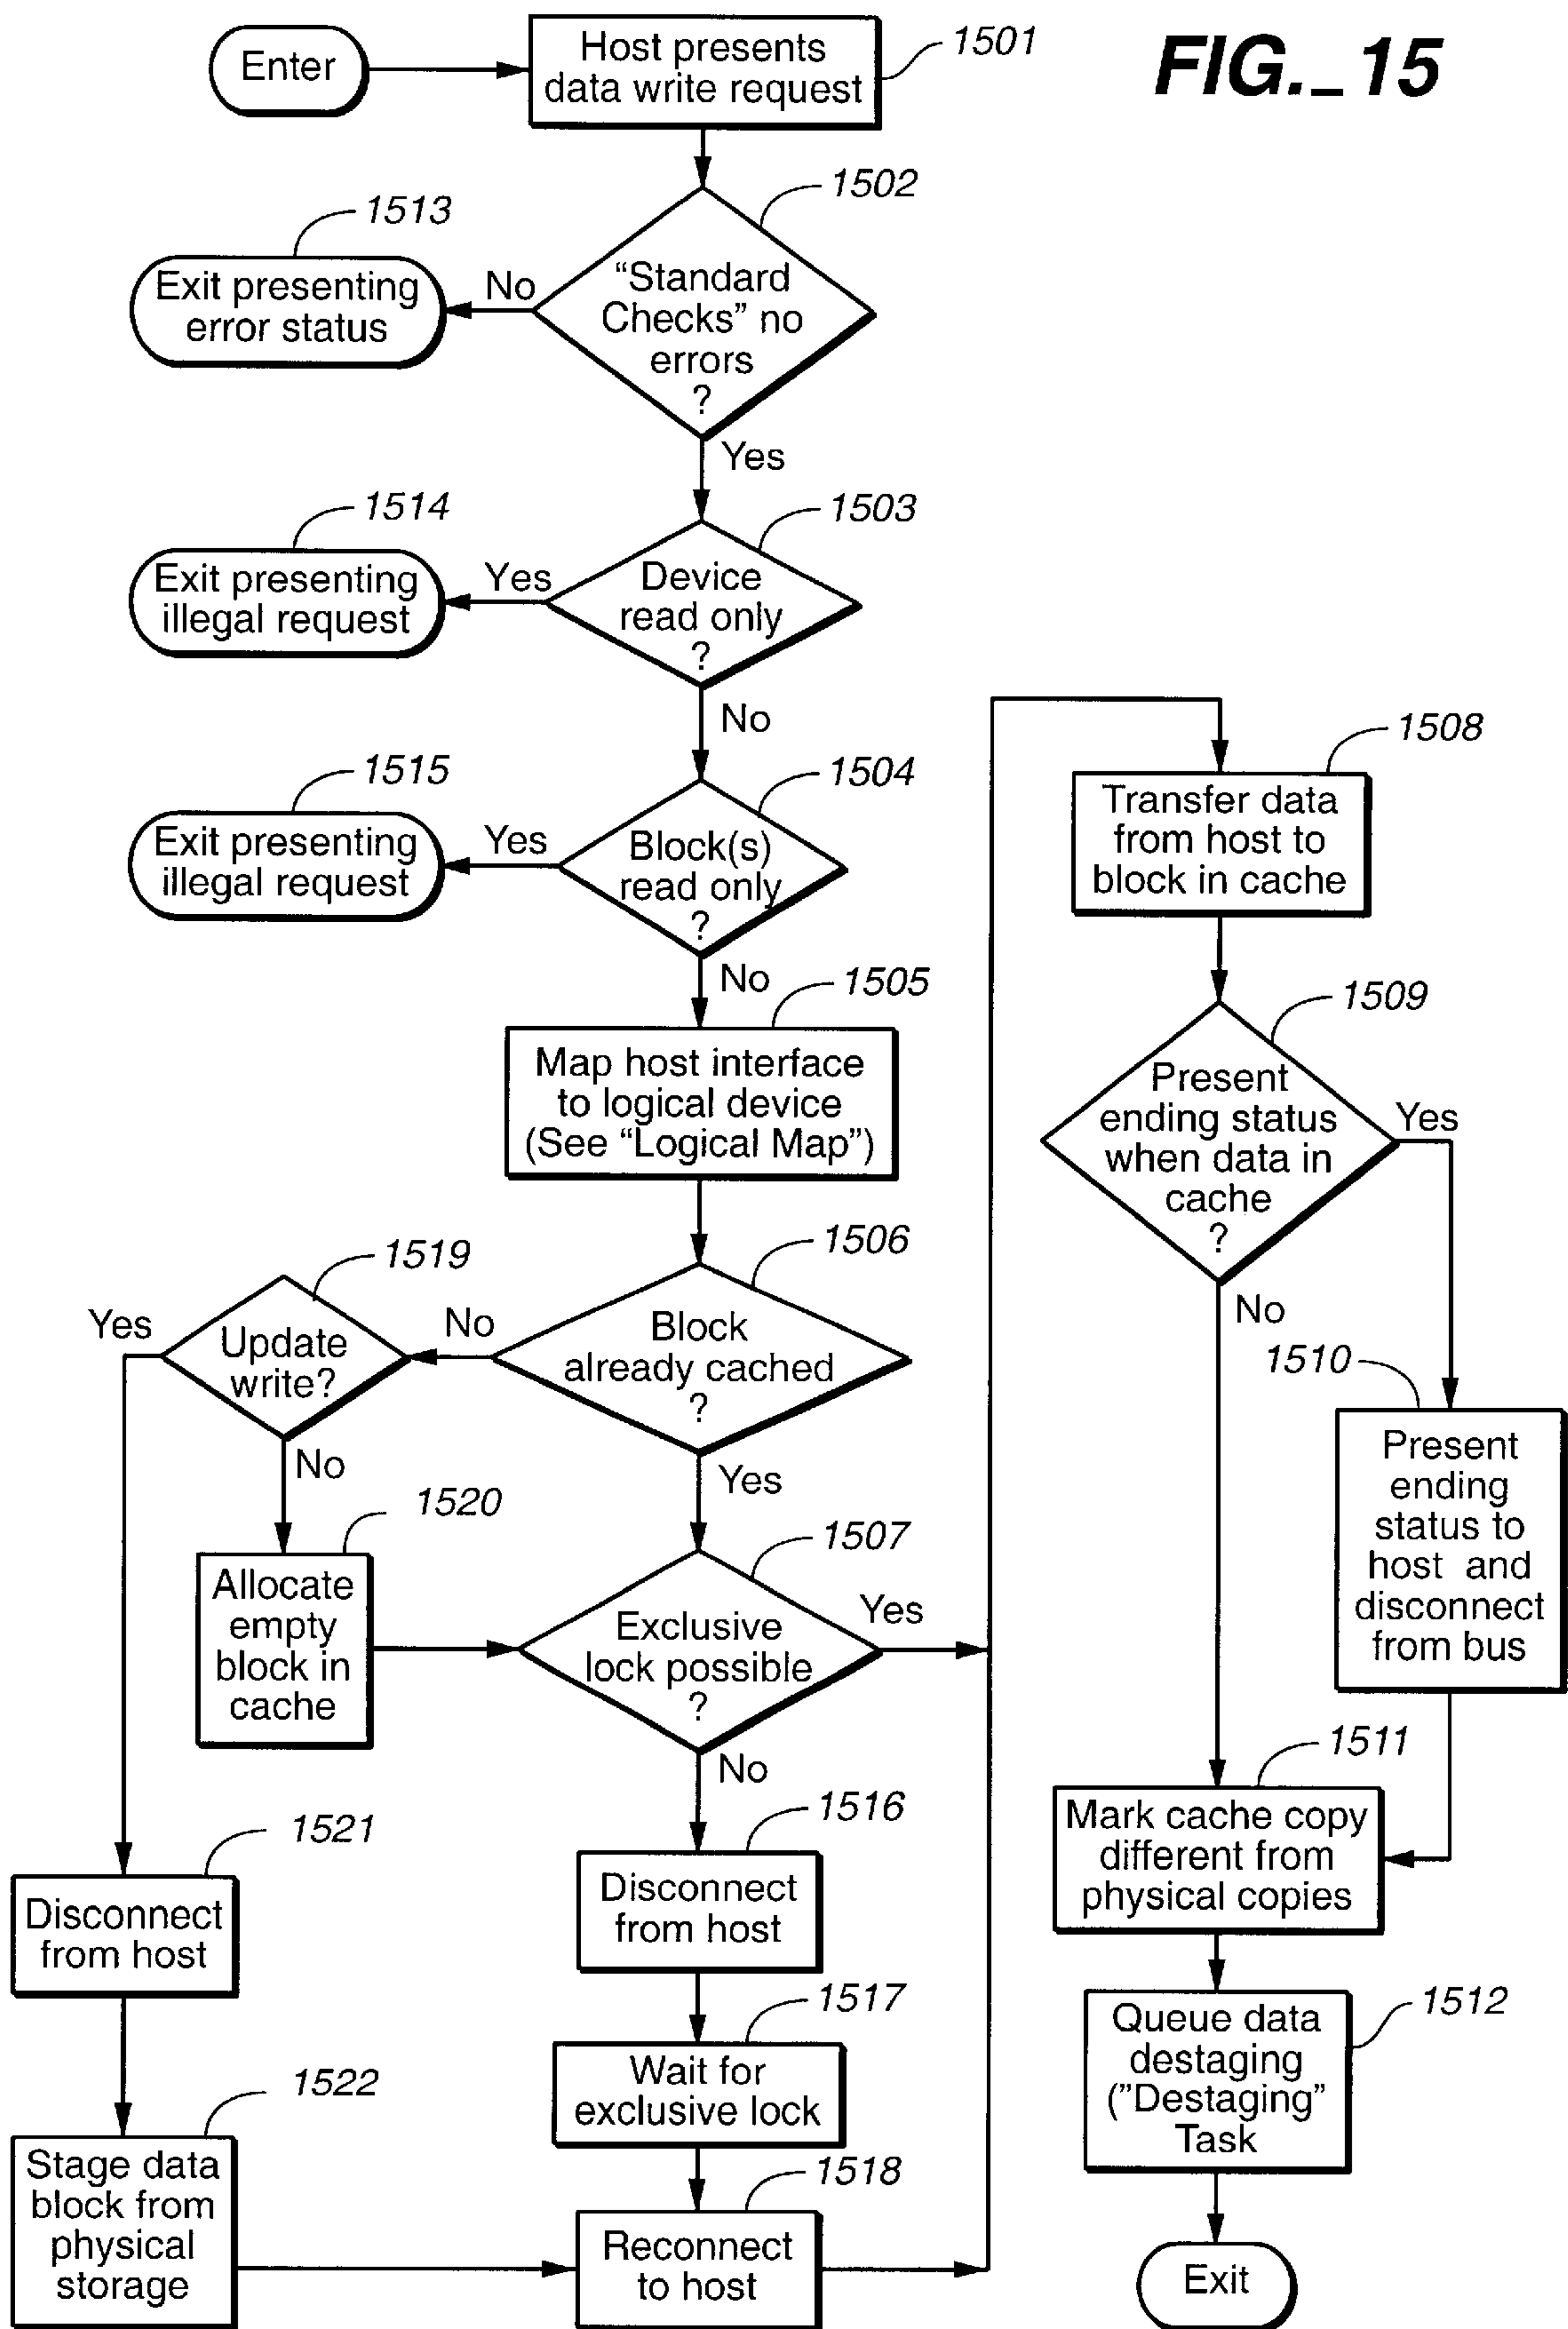 FIG._ 15
Enter
Host presents
data write request
1501
1502
"Standard
Checks" no
errors
?
No
1513
Exit presenting
error status
Yes
1503
Device
read only
?
Yes
1514
Exit presenting
illegal request
No
1504
Block(s)
read only
?
Yes
1515
Exit presenting
illegal request
No
1505
Map host interface
to logical device
(See "Logical Map")
1506
Block
already cached
?
No
1519
Update
write?
Yes
No
1520
Allocate
empty
block in
cache
Yes
1507
Exclusive
lock possible
?
Yes
No
1516
Disconnect
from host
1517
Wait for
exclusive lock
1518
Reconnect
to host
1521
Disconnect
from host
1522
Stage data
block from
physical
storage
1508
Transfer data
from host to
block in cache
1509
Present
ending status
when data in
cache
?
Yes
No
1510
Present
ending
status to
host and
disconnect
from bus
1511
Mark cache copy
different from
physical copies
1512
Queue data
destaging
("Destaging"
Task
Exit